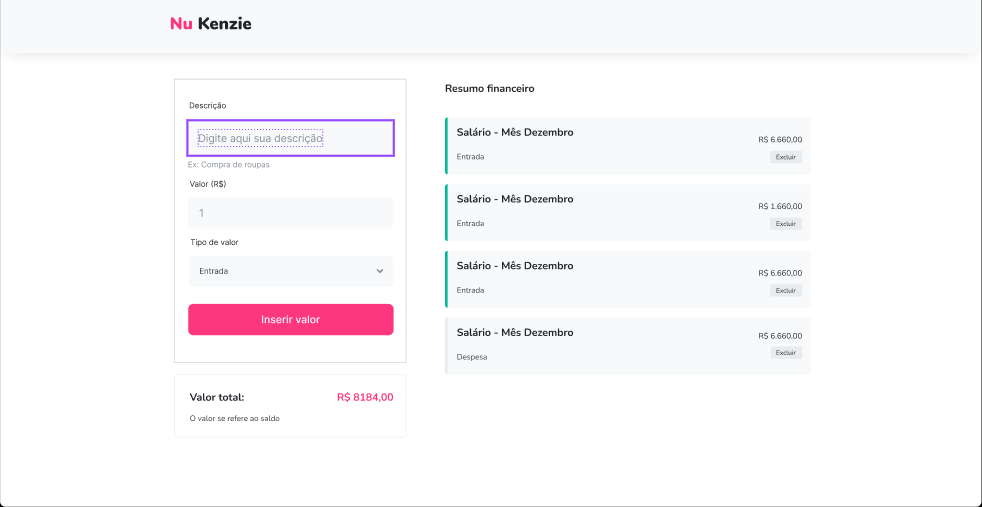 Nu Kenzie
Descrição
Digite aqui sua descrição
Ex: Compra de roupas
Valor (R$)
1
Tipo de valor
Entrada
Inserir valor
Valor total:
R$ 8184,00
O valor se refere ao saldo
Resumo financeiro
Salário - Mês Dezembro
R$ 6.660,00
Entrada
Excluir
Salário - Mês Dezembro
R$ 1.660,00
Entrada
Excluir
Salário - Mês Dezembro
R$ 6.660,00
Entrada
Excluir
Salário - Mês Dezembro
R$ 6.660,00
Despesa
Excluir